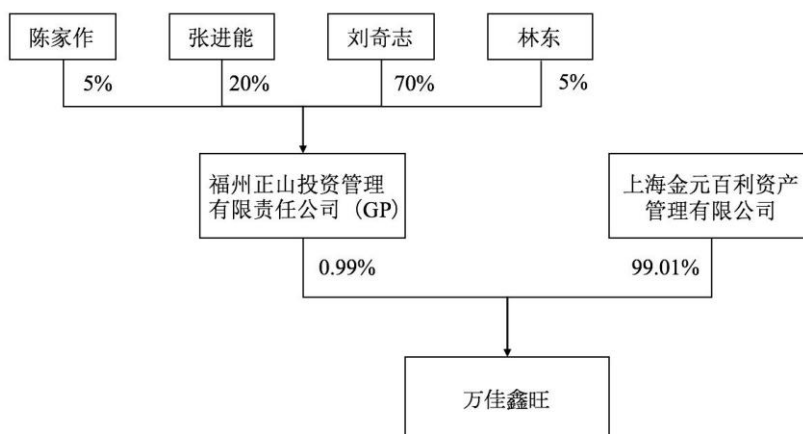 陈家作
张进能
刘奇志
林东
5%
20%
70%
5%
福州正山投资管理
有限责任公司（GP）
上海金元百利资产
管理有限公司
0.99%
99.01%
万佳鑫旺